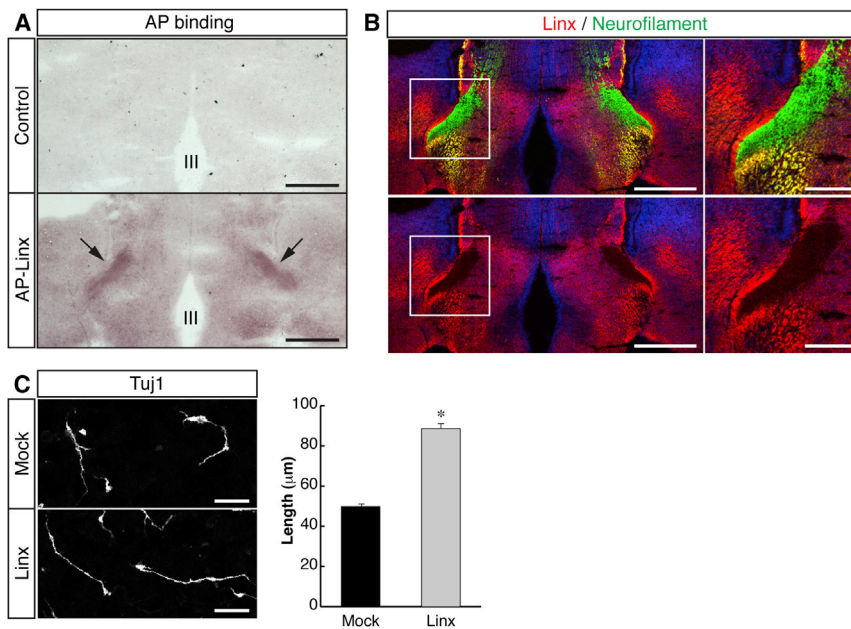 A
AP binding
Control
III
AP-Linx
III
B
Linx / Neurofilament
C
Tuj1
Mock
Linx
Length (μm)
100
80
60
40
20
0
*
Mock
Linx